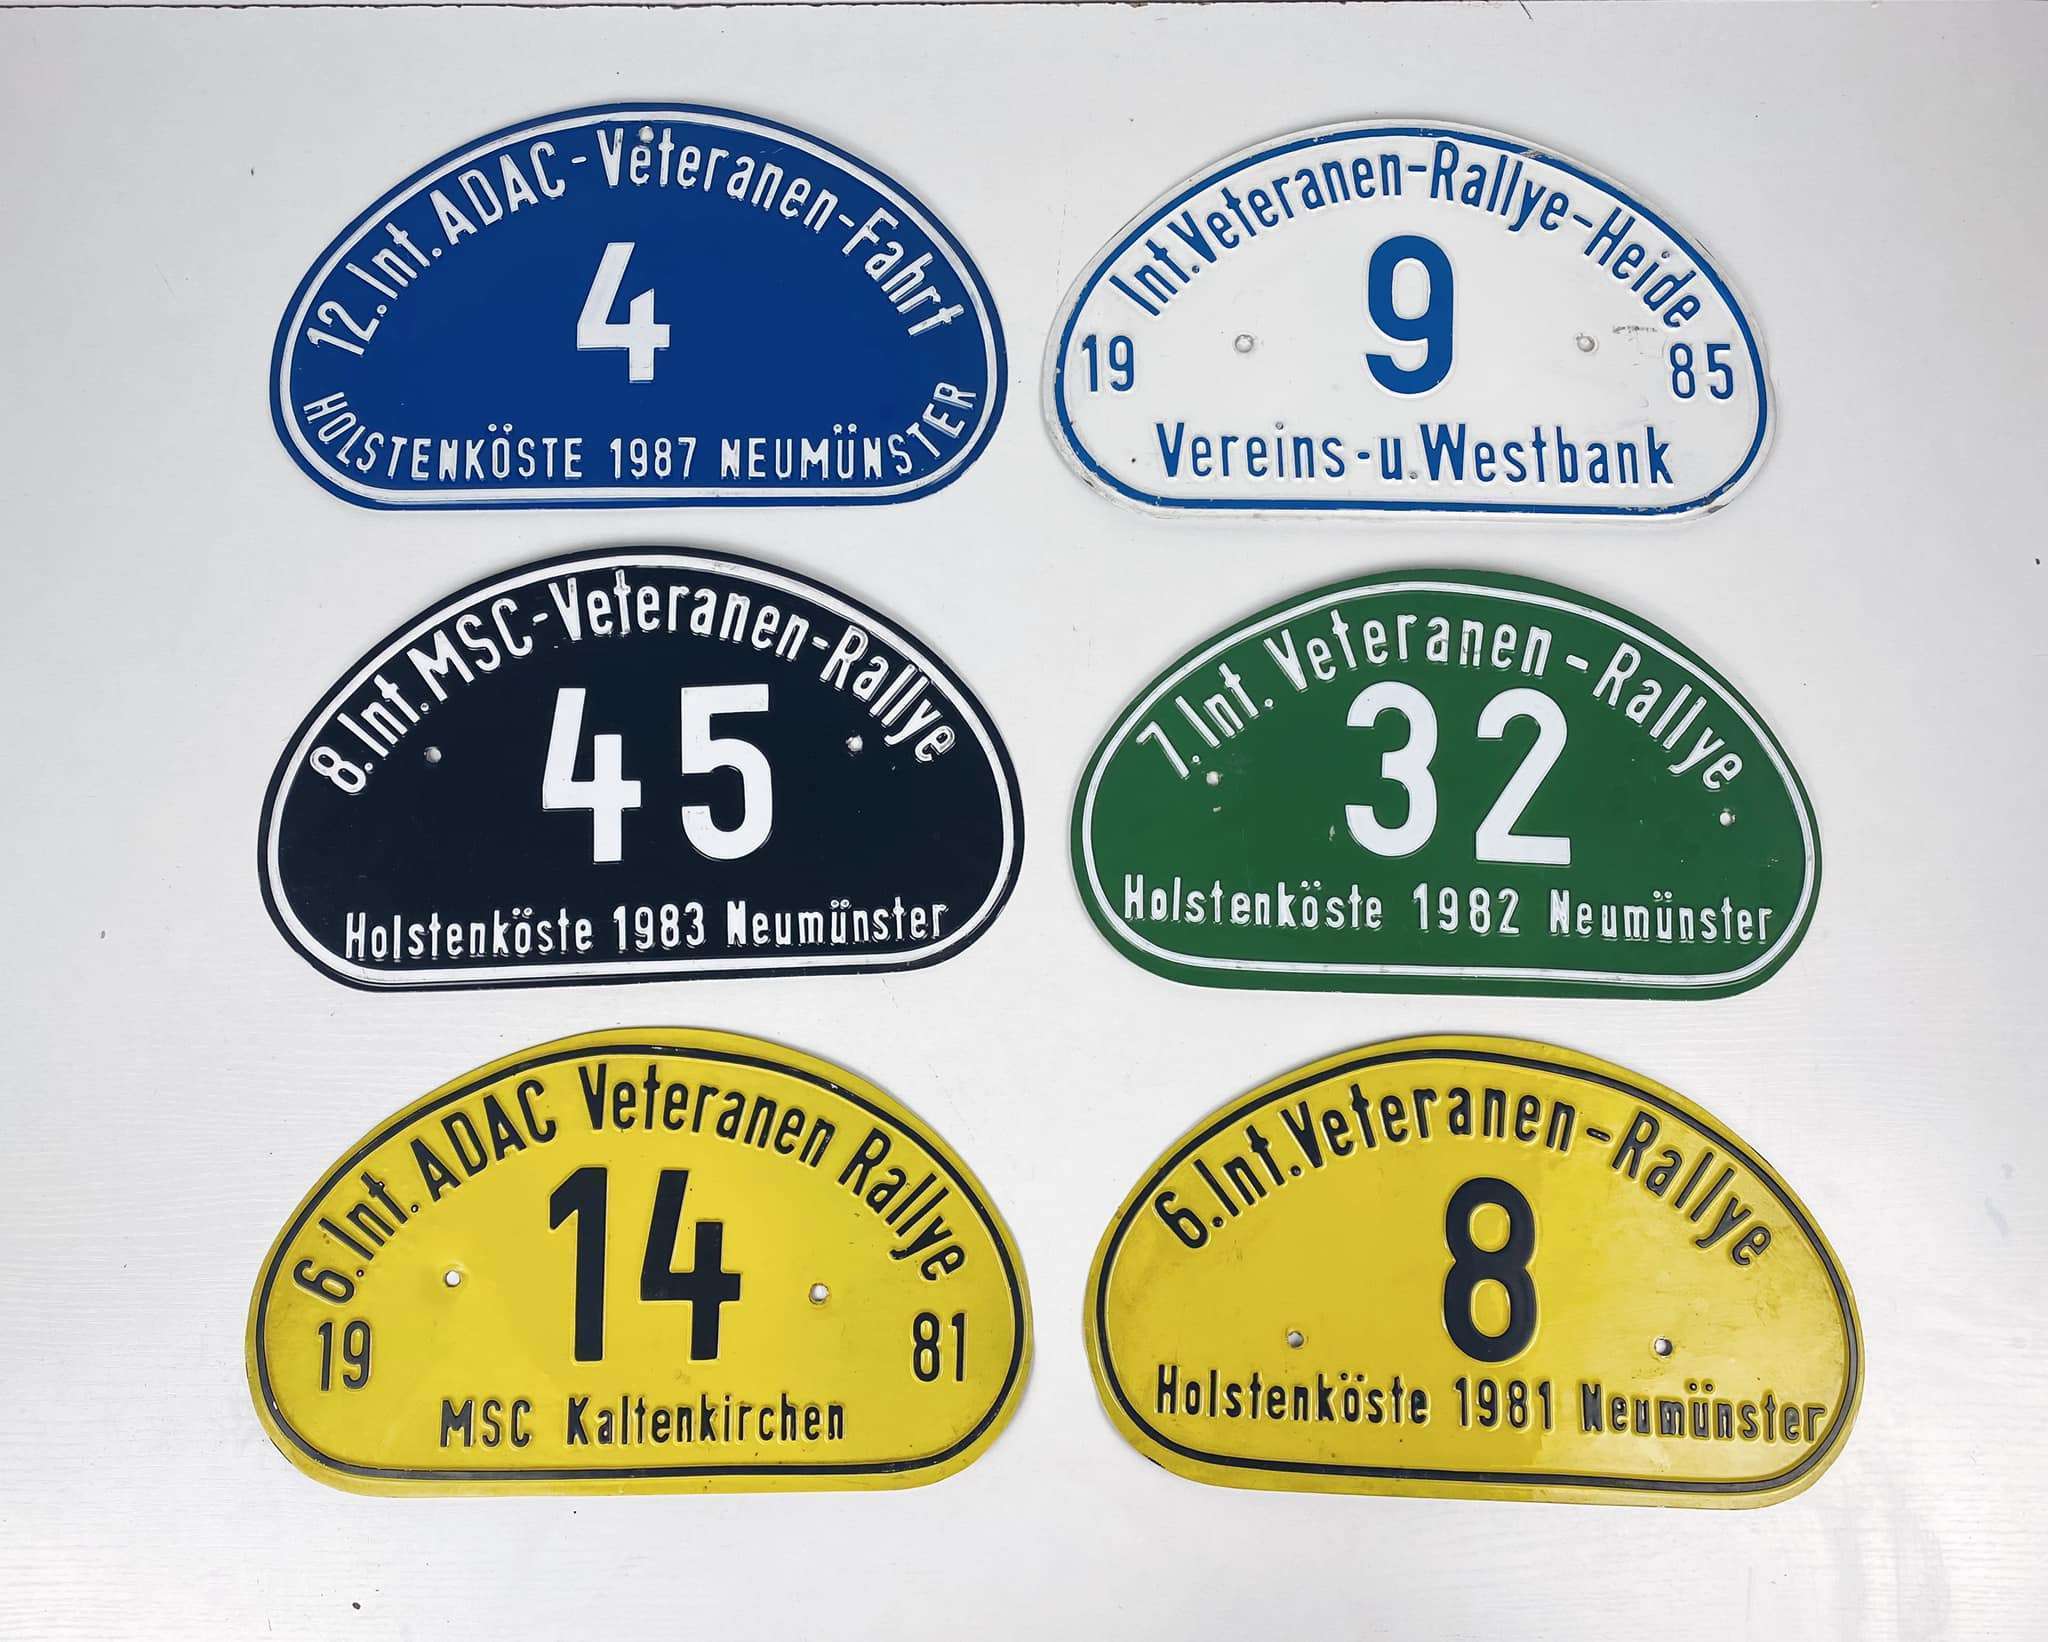 12. Int. ADAC-Veteranen-Fahrt
4
HOLSTENKÖSTE 1987 NEUMÜNSTER
Int. Veteranen-Rallye-Heide
19 9 85
Vereins-u. Westbank
8. Int. MSC-Veteranen-Rallye
45
Holstenköste 1983 Neumünster
7. Int. Veteranen-Rallye
32
Holstenköste 1982 Neumünster
6. Int. ADAC Veteranen Rallye
14
19 81
MSC Kaltenkirchen
6. Int. Veteranen-Rallye
8
Holstenköste 1981 Neumünster